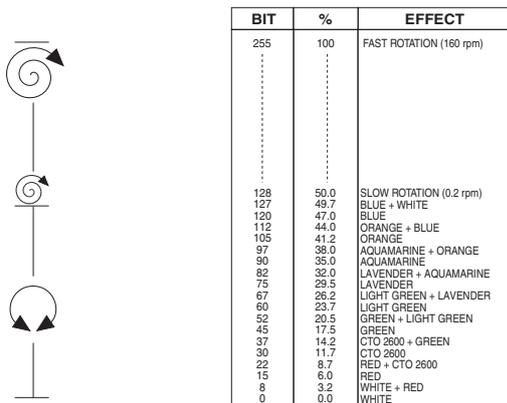 BIT % EFFECT
255 100 FAST ROTATION (160 rpm)
128 50.0 SLOW ROTATION (0.2 rpm)
127 49.7 BLUE + WHITE
120 47.0 BLUE
112 44.0 ORANGE + BLUE
105 41.2 ORANGE
97 38.0 AQUAMARINE + ORANGE
90 35.0 AQUAMARINE
82 32.0 LAVENDER + AQUAMARINE
75 29.5 LAVENDER
67 26.2 LIGHT GREEN + LAVENDER
60 23.7 LIGHT GREEN
52 20.5 GREEN + LIGHT GREEN
45 17.5 GREEN
37 14.2 CTO 2600 + GREEN
30 11.7 CTO 2600
22 8.7 RED + CTO 2600
15 6.0 RED
8 3.2 WHITE + RED
0 0.0 WHITE